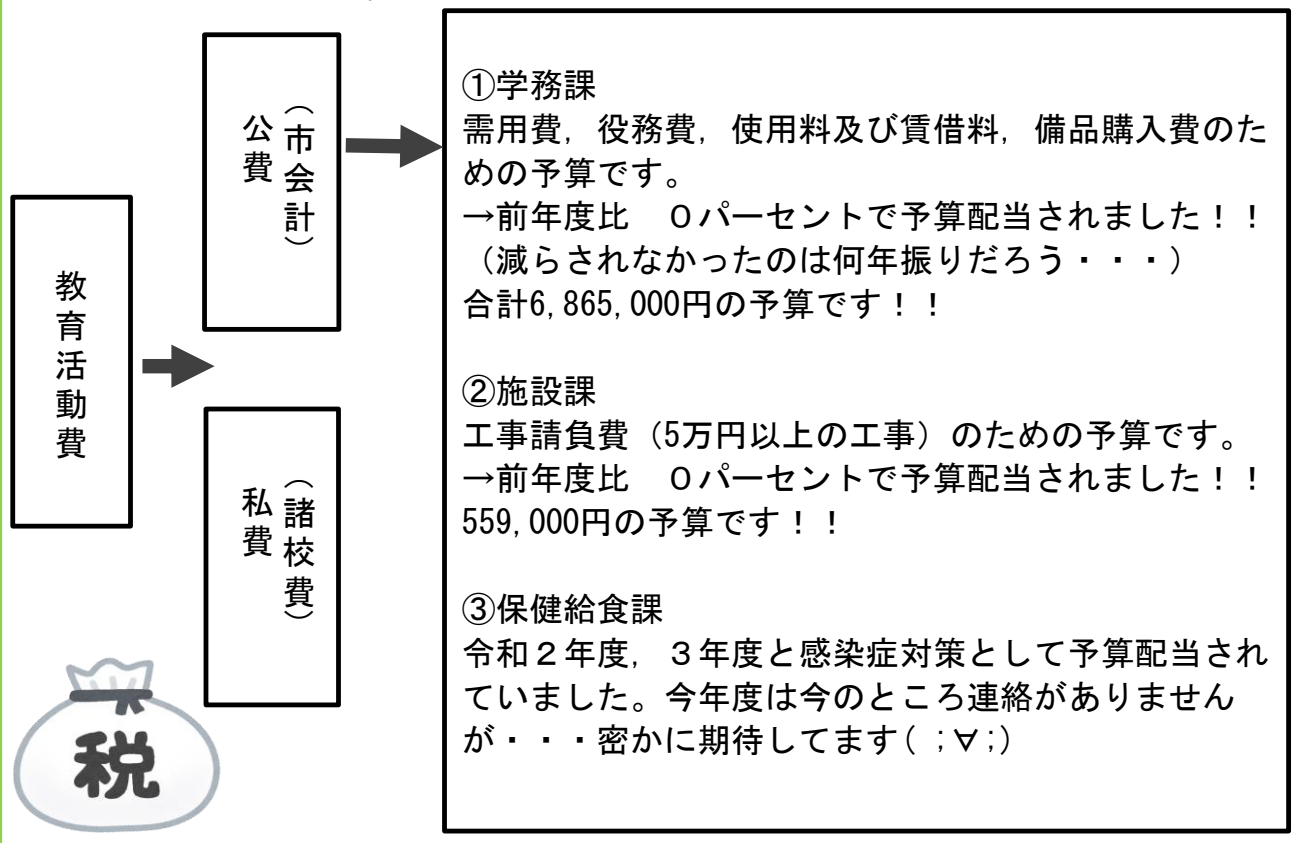 教育活動費
公費
（市会計）
私費
（諸校費）
税
①学務課
需用費，役務費，使用料及び賃借料，備品購入費のた
めの予算です。
→前年度比　０パーセントで予算配当されました！！
（減らされなかったのは何年振りだろう・・・）
合計6,865,000円の予算です！！
②施設課
工事請負費（5万円以上の工事）のための予算です。
→前年度比　０パーセントで予算配当されました！！
559,000円の予算です！！
③保健給食課
令和２年度，３年度と感染症対策として予算配当され
ていました。今年度は今のところ連絡がありません
が・・・密かに期待してます( ;∀;)